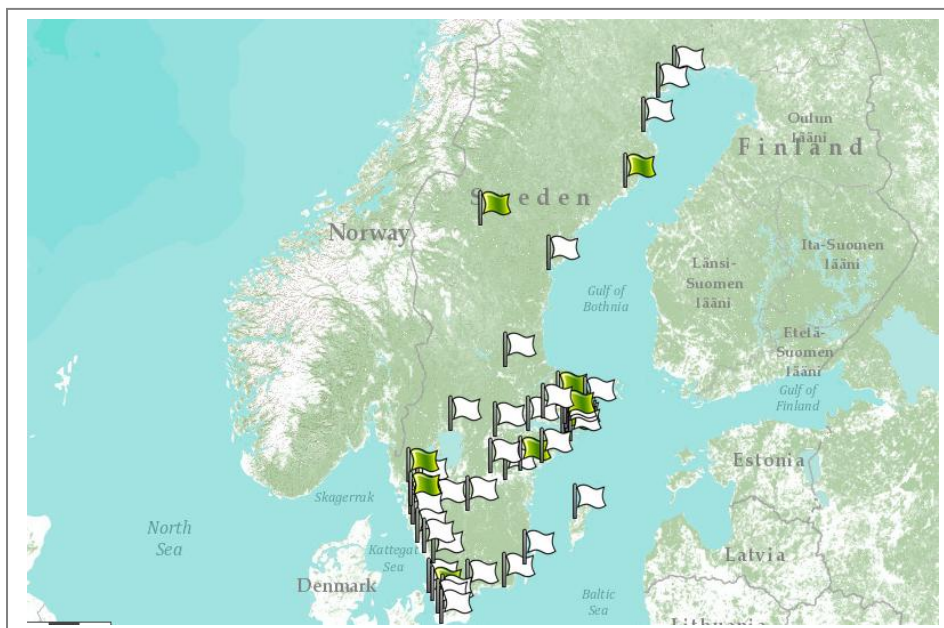 Oulun
lääni
Finland
Sweden
Norway
Ita-Suomen
lääni
Länsi-
Suomen
lääni
Gulf of
Bothnia
Etelä-
Suomen
lääni
Gulf of
Finland
Estonia
Skagerrak
North
Sea
Kattegat
Latvia
Denmark
Baltic
Sea
Lithuania